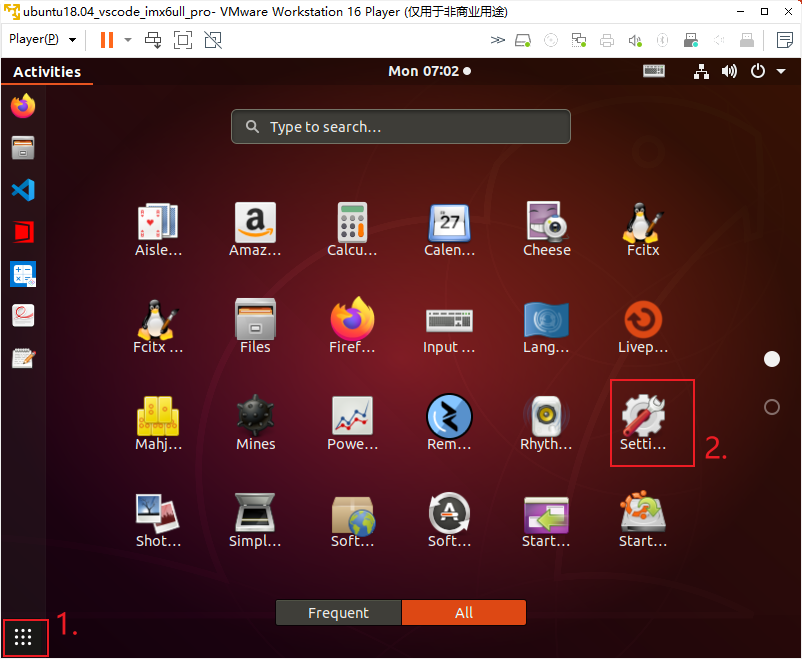 ubuntu18.04_vscode_imx6ull_pro- VMware Workstation 16 Player (仅用于非商业用途)
Player(P)
Activities
Mon 07:02
Type to search...
27
a
Aisle... Amaz... Calcu... Calen... Cheese Fcitx
Fcitx ... Files Firef... Input ... Lang... Livep...
Mahj... Mines Powe... Rem... Rhyth... Setti...
2.
Shot... Simpl... Soft... Soft... Start... Start...
Frequent All
1.